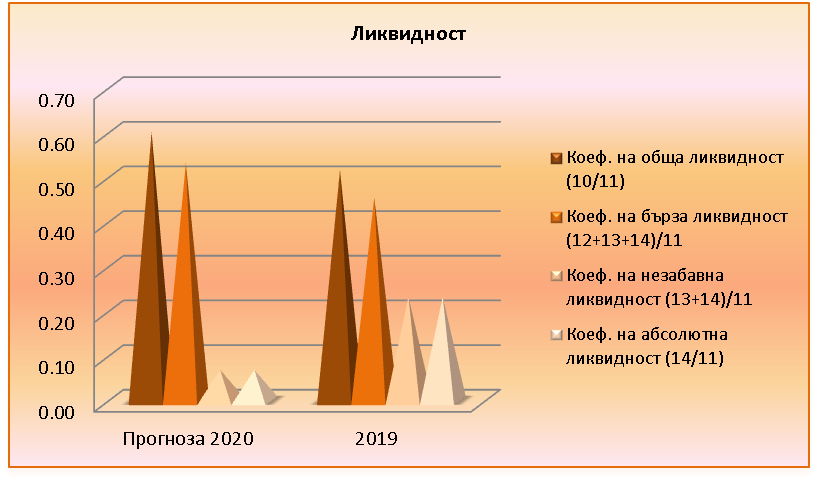 Ликвидност
0.70
0.60
0.50
0.40
0.30
0.20
0.10
0.00
Прогноза 2020
2019
Коеф. на обща ликвидност
(10/11)
Коеф. на бърза ликвидност
(12+13+14)/11
Коеф. на незабавна
ликвидност (13+14)/11
Коеф. на абсолютна
ликвидност (14/11)